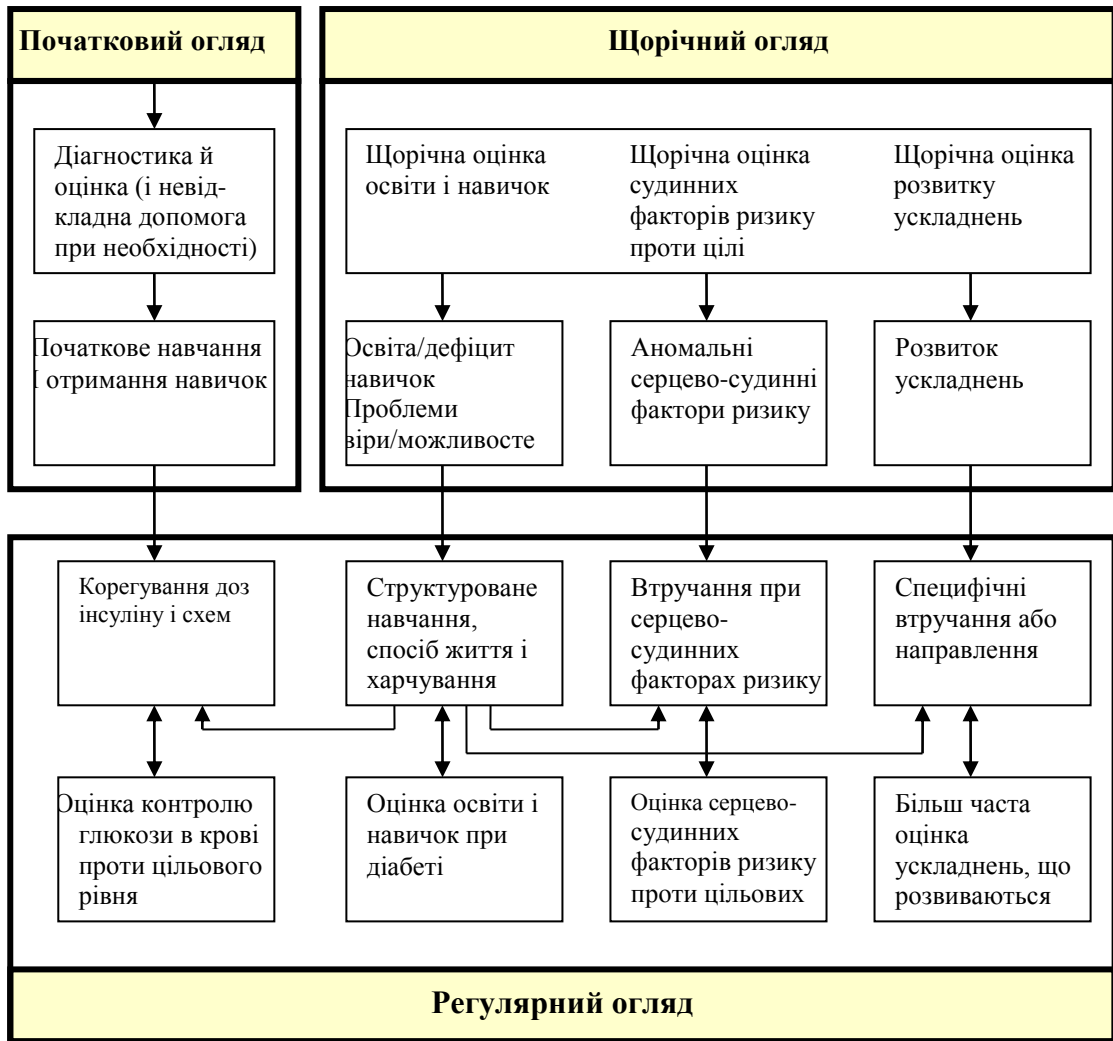 Початковий огляд
Щорічний огляд
Діагностика й
оцінка (і невід-
кладна допомога
при необхідності)
Щорічна оцінка
освіти і навичок
Щорічна оцінка
судинних
факторів ризику
проти цілі
Щорічна оцінка
розвитку
ускладнень
Початкове навчання
І отримання навичок
Освіта/дефіцит
навичок
Проблеми
віри/можливосте
Аномальні
серцево-судинні
фактори ризику
Розвиток
ускладнень
Корегування доз
інсуліну і схем
Структуроване
навчання,
спосіб життя і
харчування
Втручання при
серцево-
судинних
факторах ризику
Специфічні
втручання або
направлення
Оцінка контролю
глюкози в крові
проти цільового
рівня
Оцінка освіти і
навичок при
діабеті
Оцінка серцево-
судинних
факторів ризику
проти цільових
Більш часта
оцінка
ускладнень, що
розвиваються
Регулярний огляд